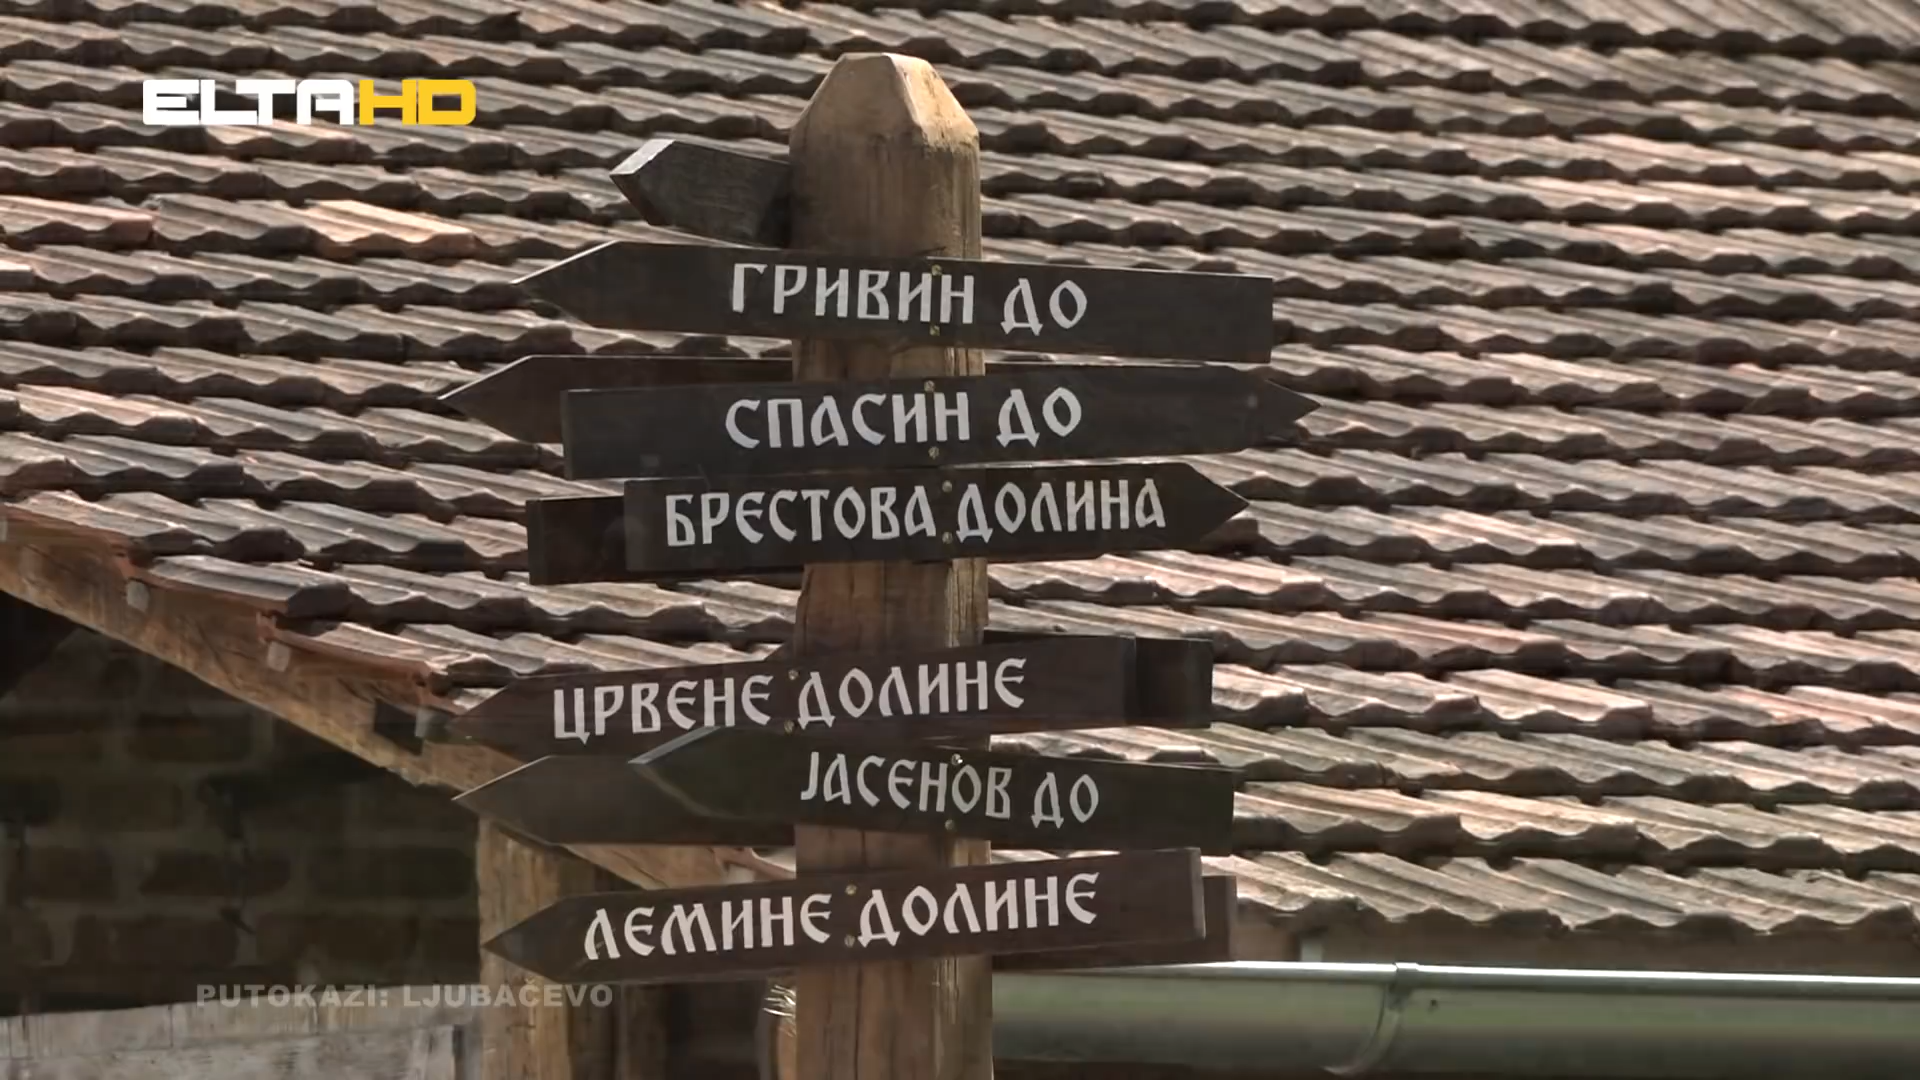 ELTAHD
ГРИВИН ДО
СПАСИН ДО
БРЕСТОВА ДОЛИНА
ЦРВЕНЕ ДОЛИНЕ
ЈАСЕНОВ ДО
ЛЕМИНЕ ДОЛИНЕ
PUTOKAZI: LJUBAČEVO